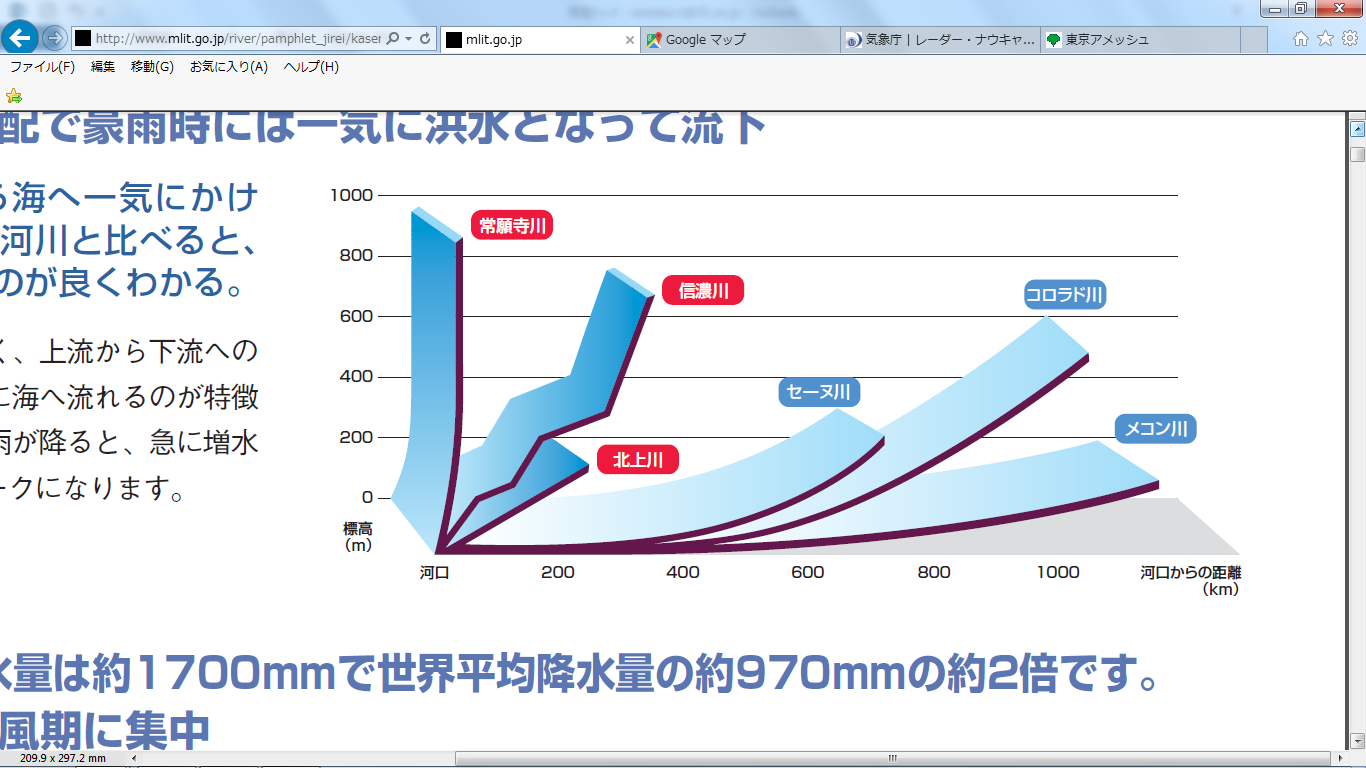 http://www.mlit.go.jp/river/pamphlet_jirei/kaser
mlit.go.jp
Google マップ
気象庁 | レーダー・ナウキャ...
東京アメッシュ
ファイル(F) 編集 移動(G) お気に入り(A) ヘルプ(H)
配で豪雨時には一気に洪水となって流下
ら海へ一気にかけ
河川と比べると、
のが良くわかる。
く、上流から下流への
に海へ流れるのが特徴
雨が降ると、急に増水
ークになります。
1000
800
600
400
200
0
標高
(m)
常願寺川
信濃川
北上川
セーヌ川
コロラド川
メコン川
河口 200 400 600 800 1000 河口からの距離
(km)
水量は約1700mmで世界平均降水量の約970mmの約2倍です。
風期に集中
209.9 x 297.2 mm